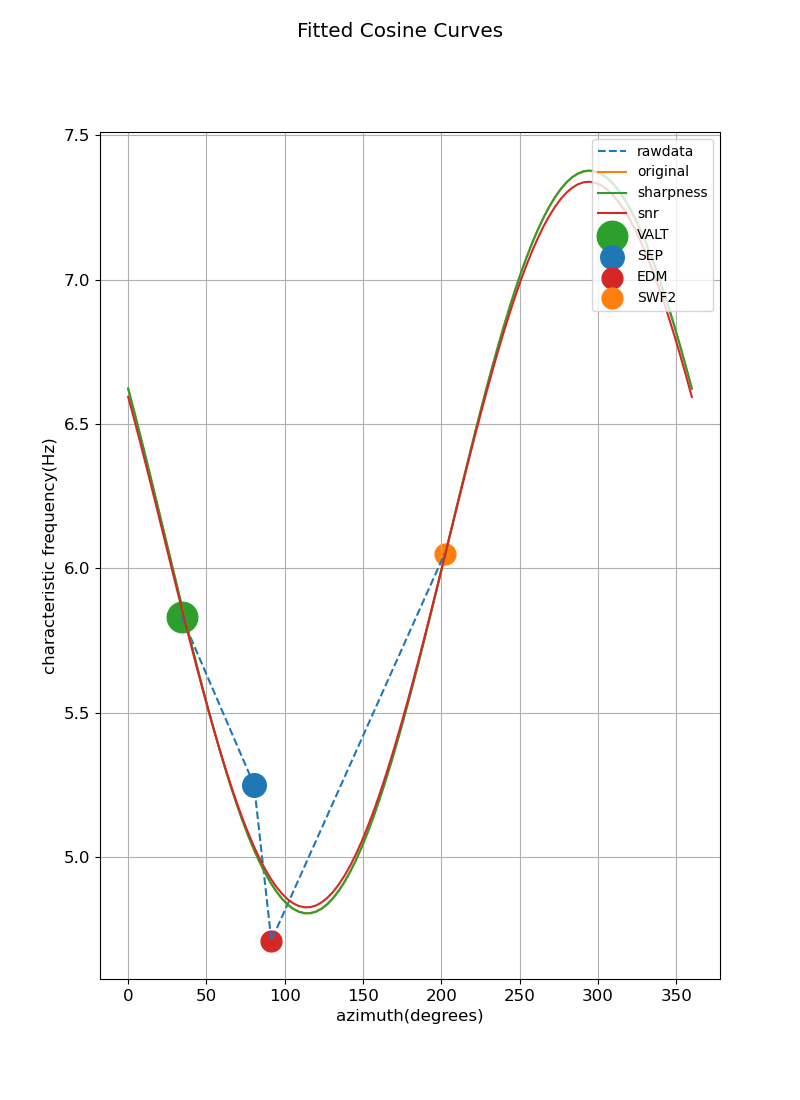 Fitted Cosine Curves
7.5
7.0
6.5
6.0
5.5
5.0
characteristic frequency(Hz)
rawdata
original
sharpness
snr
VALT
SEP
EDM
SWF2
0 50 100 150 200 250 300 350
azimuth(degrees)